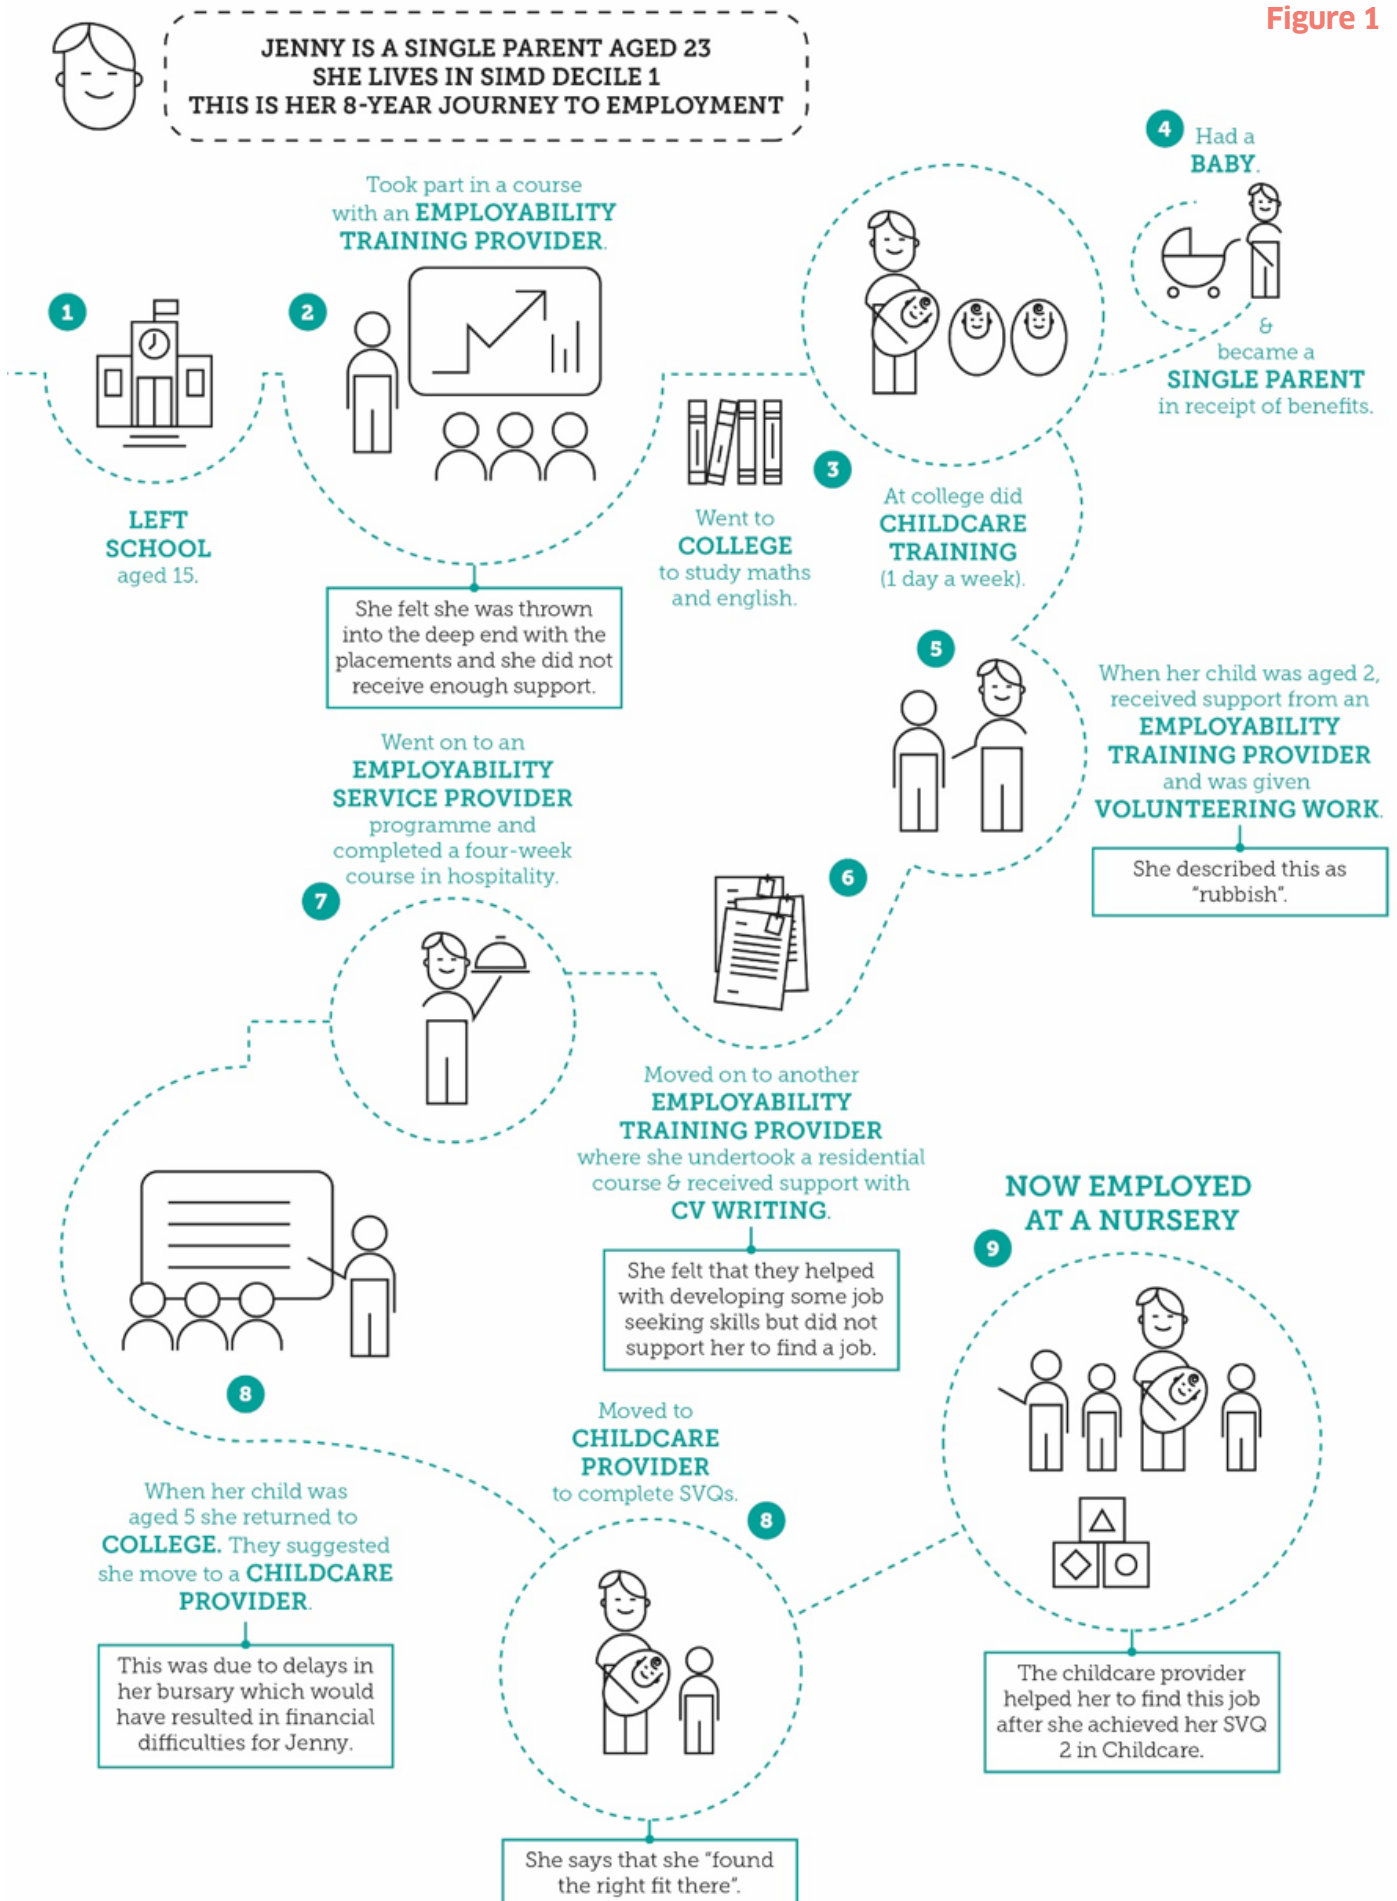 Figure 1
JENNY IS A SINGLE PARENT AGED 23
SHE LIVES IN SIMD DECILE 1
THIS IS HER 8-YEAR JOURNEY TO EMPLOYMENT
1
LEFT
SCHOOL
aged 15.
2
Took part in a course
with an EMPLOYABILITY
TRAINING PROVIDER.
She felt she was thrown
into the deep end with the
placements and she did not
receive enough support.
3
Went to
COLLEGE
to study maths
and english.
At college did
CHILDCARE
TRAINING
(1 day a week).
4
Had a
BABY.
&
became a
SINGLE PARENT
in receipt of benefits.
5
When her child was aged 2,
received support from an
EMPLOYABILITY
TRAINING PROVIDER
and was given
VOLUNTEERING WORK.
She described this as
"rubbish".
6
Moved on to another
EMPLOYABILITY
TRAINING PROVIDER
where she undertook a residential
course & received support with
CV WRITING.
She felt that they helped
with developing some job
seeking skills but did not
support her to find a job.
7
Went on to an
EMPLOYABILITY
SERVICE PROVIDER
programme and
completed a four-week
course in hospitality.
8
When her child was
aged 5 she returned to
COLLEGE. They suggested
she move to a CHILDCARE
PROVIDER.
This was due to delays in
her bursary which would
have resulted in financial
difficulties for Jenny.
8
Moved to
CHILDCARE
PROVIDER
to complete SVQs.
She says that she "found
the right fit there".
9
NOW EMPLOYED
AT A NURSERY
The childcare provider
helped her to find this job
after she achieved her SVQ
2 in Childcare.